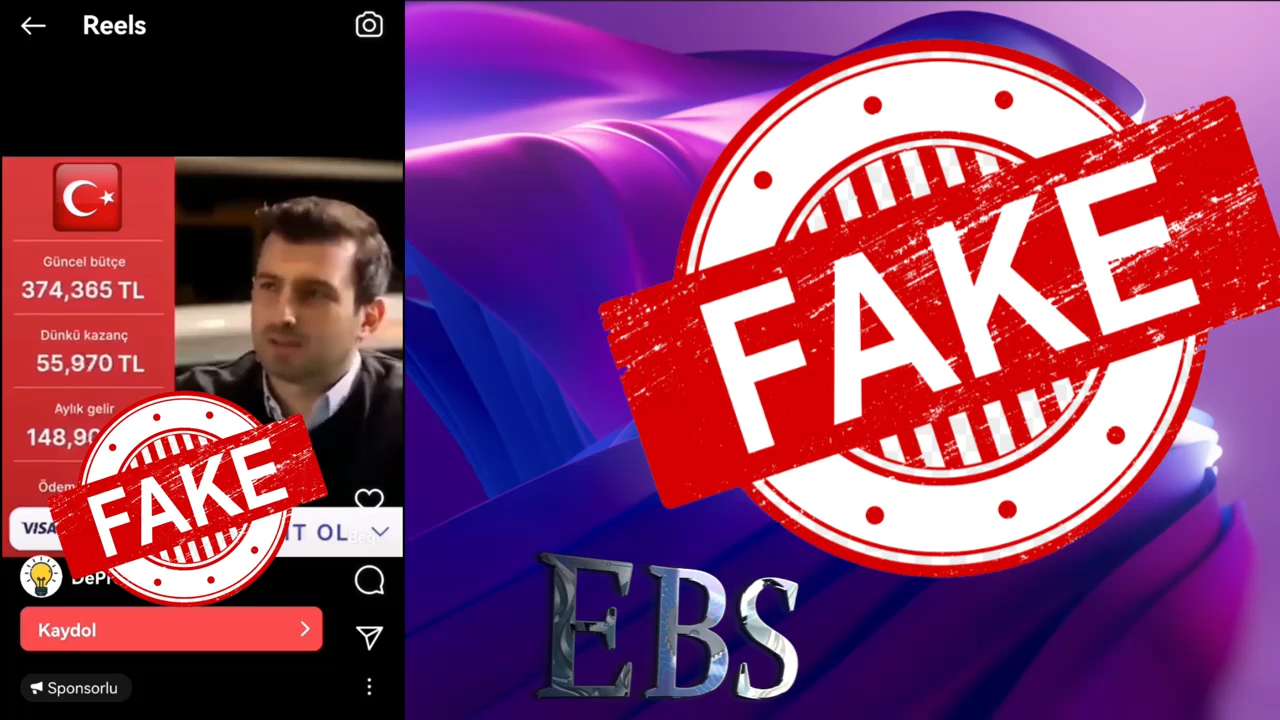 Reels
Güncel bütçe
374,365 TL
Dünkü kazanç
55,970 TL
Aylık gelir
VISA
OL
Kaydol
Sponsorlu
FAKE
FAKE
EBS